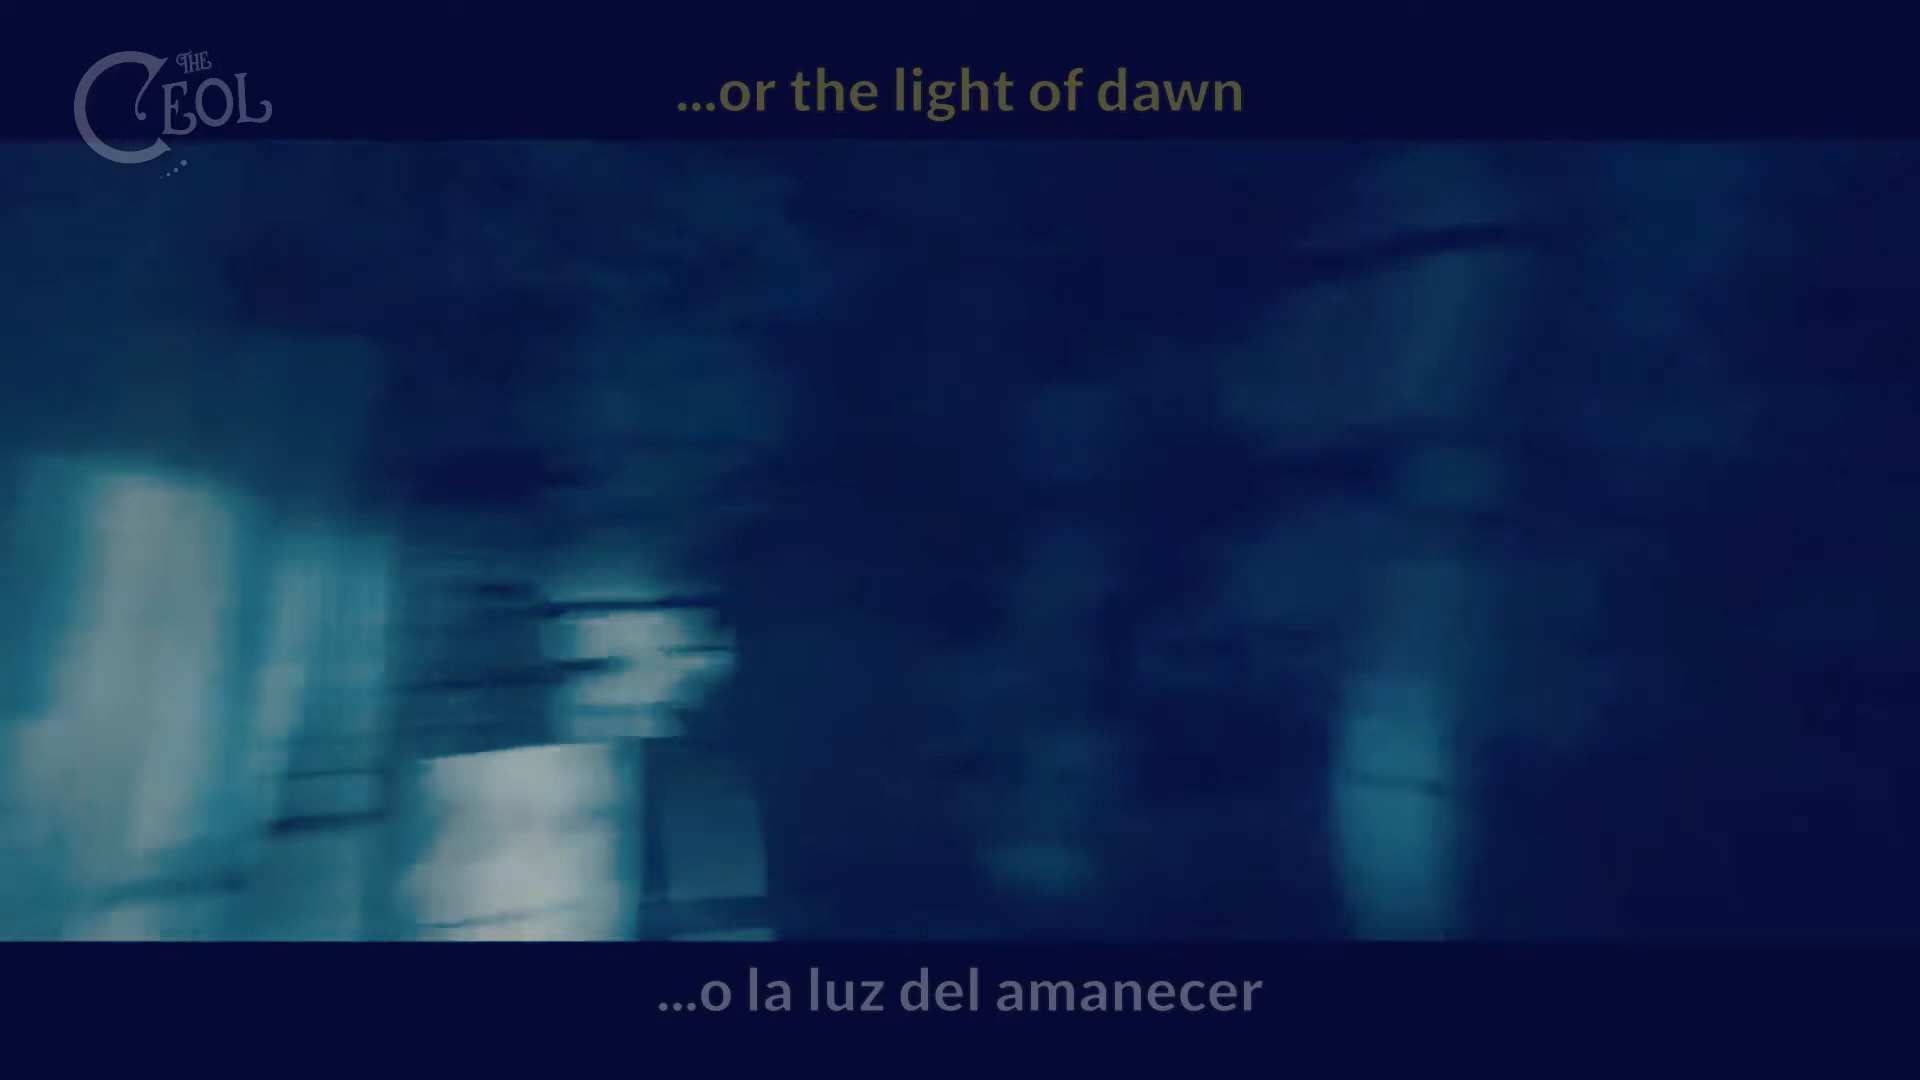 THE
CEOL
...or the light of dawn
...o la luz del amanecer